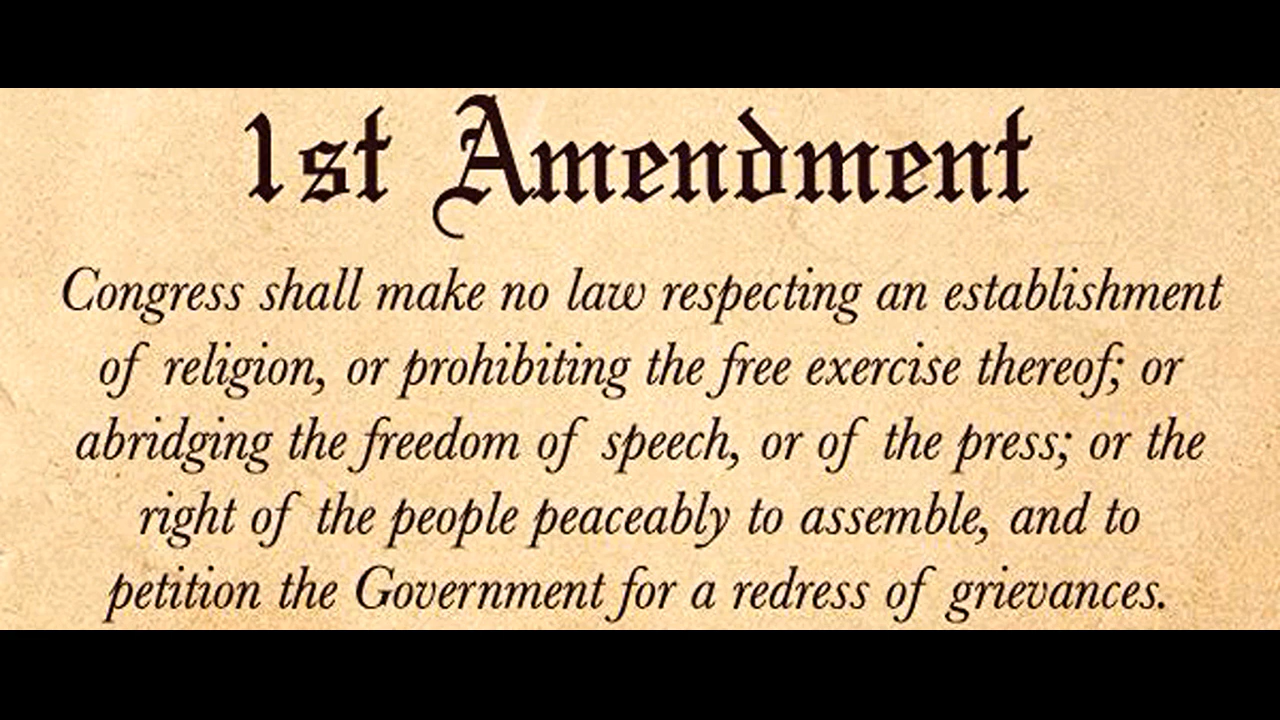 1st Amendment
Congress shall make no law respecting an establishment
of religion, or prohibiting the free exercise thereof; or
abridging the freedom of speech, or of the press; or the
right of the people peaceably to assemble, and to
petition the Government for a redress of grievances.